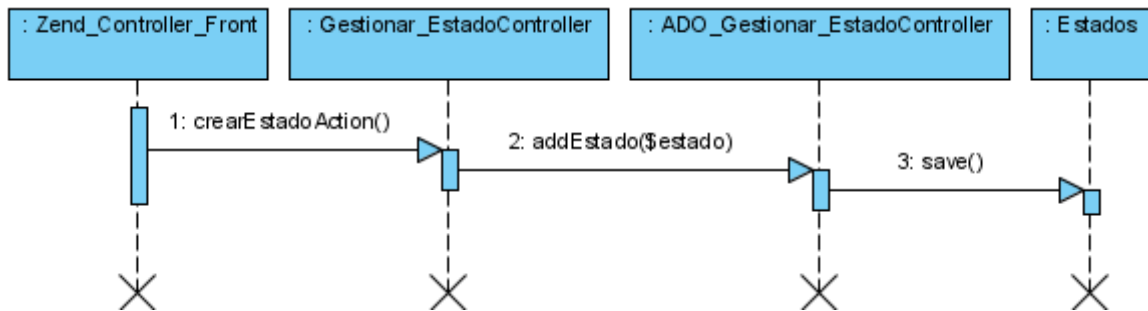 : Zend_Controller_Front
: Gestionar_EstadoController
: ADO_Gestionar_EstadoController
: Estados
1: crearEstadoAction()
2: addEstado($estado)
3: save()